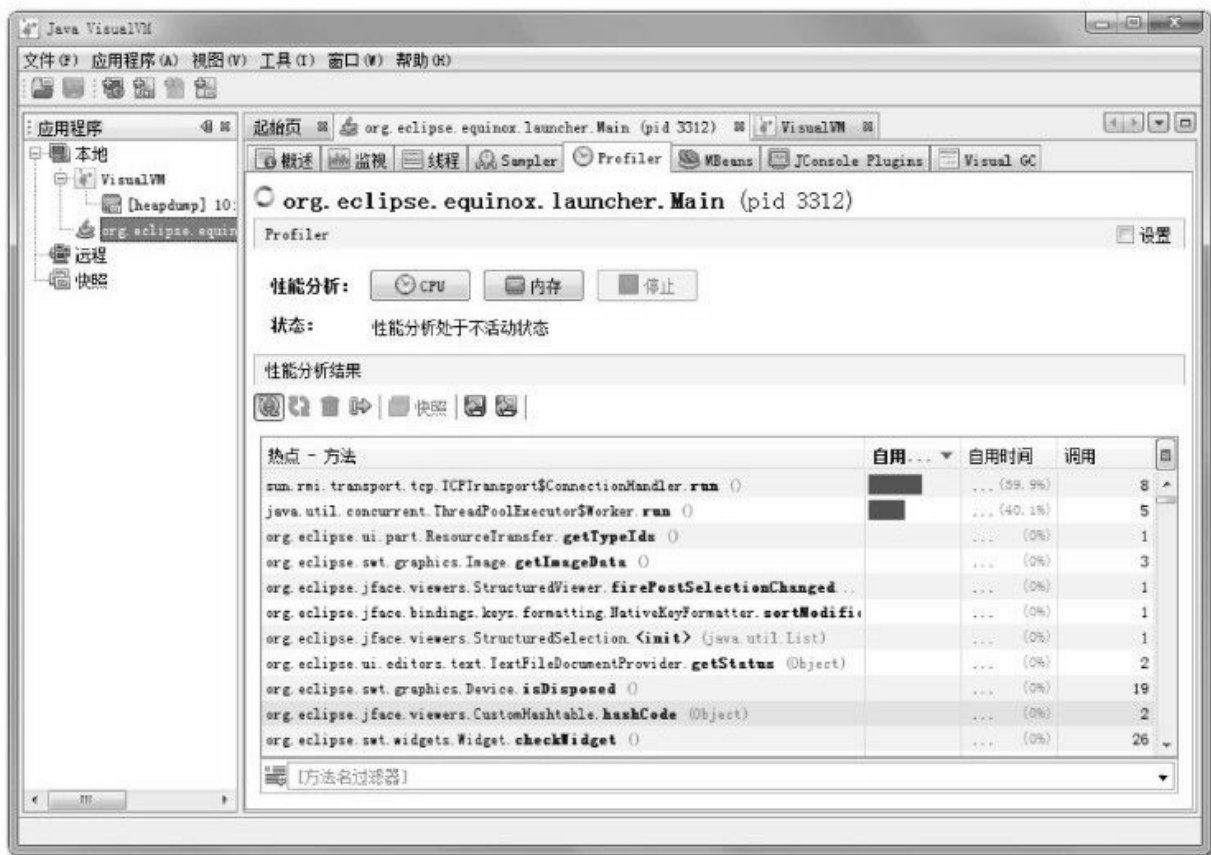 Java VisualVM
文件(F) 应用程序(A) 视图(V) 工具(T) 窗口(W) 帮助(H)
应用程序
本地
VisualVM
[heapdump] 10:
org.eclipse.equin
远程
快照
起始页 org.eclipse.equinox.launcher.Main (pid 3312) VisualVM
概述 监视 线程 Sampler Profiler MBeans JConsole Plugins Visual GC
org.eclipse.equinox.launcher.Main (pid 3312)
Profiler 设置
性能分析: CPU 内存 停止
状态: 性能分析处于不活动状态
性能分析结果
快照
热点 - 方法 自用... 自用时间 调用
sun.rmi.transport.tcp.TCPTransport$ConnectionHandler.run () ... (59.9%) 8
java.util.concurrent.ThreadPoolExecutor$Worker.run () ... (40.1%) 5
org.eclipse.ui.part.ResourceTransfer.getTypeIds () ... (0%) 1
org.eclipse.swt.graphics.Image.getImageData () ... (0%) 3
org.eclipse.jface.viewers.StructuredViewer.firePostSelectionChanged... ... (0%) 1
org.eclipse.jface.bindings.keys.formatting.NativeKeyFormatter.sortModifie ... (0%) 1
org.eclipse.jface.viewers.StructuredSelection.<init> (java.util.List) ... (0%) 1
org.eclipse.ui.editors.text.TextFileDocumentProvider.getStatus (Object) ... (0%) 2
org.eclipse.swt.graphics.Device.isDisposed () ... (0%) 19
org.eclipse.jface.viewers.CustomHashtable.hashCode (Object) ... (0%) 2
org.eclipse.swt.widgets.Widget.checkWidget () ... (0%) 26
[方法名过滤器]